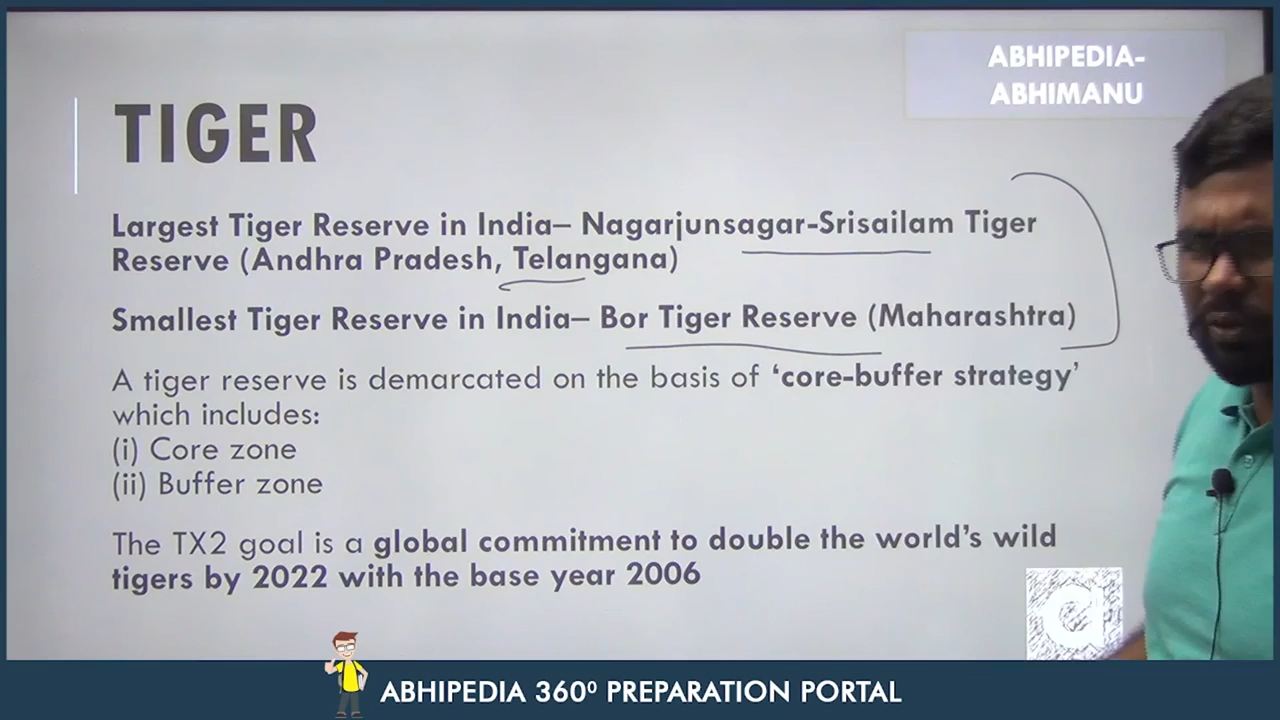 ABHIPEDIA-
ABHIMANU
TIGER
Largest Tiger Reserve in India– Nagarjunsagar-Srisailam Tiger
Reserve (Andhra Pradesh, Telangana)
Smallest Tiger Reserve in India– Bor Tiger Reserve (Maharashtra)
A tiger reserve is demarcated on the basis of ‘core-buffer strategy’
which includes:
(i) Core zone
(ii) Buffer zone
The TX2 goal is a global commitment to double the world’s wild
tigers by 2022 with the base year 2006
a
ABHIPEDIA 360⁰ PREPARATION PORTAL